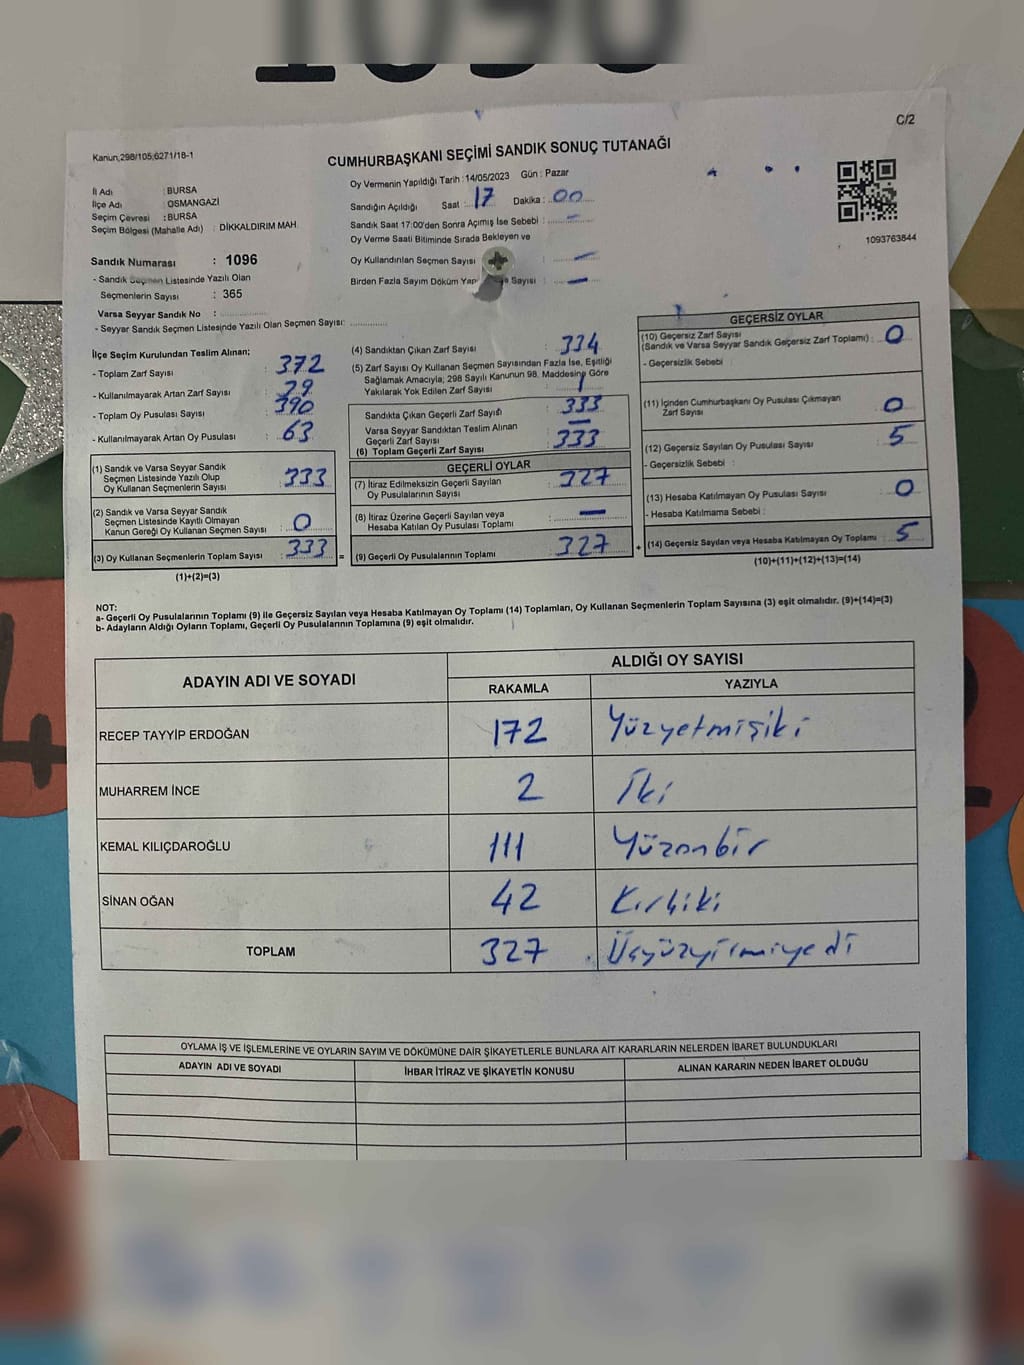 1096
C/2
Kanun,298/105;6271/18-1
CUMHURBAŞKANI SEÇİMİ SANDIK SONUÇ TUTANAĞI
İl Adı : BURSA
İlçe Adı : OSMANGAZİ
Seçim Çevresi : BURSA
Seçim Bölgesi (Mahalle Adı) : DİKKALDIRIM MAH
Sandık Numarası : 1096
- Sandık Seçmen Listesinde Yazılı Olan
Seçmenlerin Sayısı : 365
Varsa Seyyar Sandık No :
- Seyyar Sandık Seçmen Listesinde Yazılı Olan Seçmen Sayısı:
Oy Vermenin Yapıldığı Tarih : 14/05/2023 Gün : Pazar
Sandığın Açıldığı Saat : 17 Dakika : 00
Sandık Saat 17:00'den Sonra Açımış İse Sebebi : -
Oy Verme Saati Bitiminde Sırada Bekleyen ve
Oy Kullandırılan Seçmen Sayısı : -
Birden Fazla Sayım Döküm Sayısı : -
1093763844
İlçe Seçim Kurulundan Teslim Alınan;
- Toplam Zarf Sayısı : 372
- Kullanılmayarak Artan Zarf Sayısı : 29
- Toplam Oy Pusulası Sayısı : 390
- Kullanılmayarak Artan Oy Pusulası : 63
(1) Sandık ve Varsa Seyyar Sandık
Seçmen Listesinde Yazılı Olup
Oy Kullanan Seçmenlerin Sayısı : 333
(2) Sandık ve Varsa Seyyar Sandık
Seçmen Listesinde Kayıtlı Olmayan
Kanun Gereği Oy Kullanan Seçmen Sayısı : 0
(3) Oy Kullanan Seçmenlerin Toplam Sayısı : 333 =
(1)+(2)=(3)
(4) Sandıktan Çıkan Zarf Sayısı : 334
(5) Zarf Sayısı Oy Kullanan Seçmen Sayısından Fazla İse, Eşitliği
Sağlamak Amacıyla; 298 Sayılı Kanunun 98. Maddesine Göre
Yakılarak Yok Edilen Zarf Sayısı : 1
Sandıkta Çıkan Geçerli Zarf Sayısı : 333
Varsa Seyyar Sandıktan Teslim Alınan
Geçerli Zarf Sayısı : -
(6) Toplam Geçerli Zarf Sayısı : 333
GEÇERLİ OYLAR
(7) İtiraz Edilmeksizin Geçerli Sayılan
Oy Pusulalarının Sayısı : 327
(8) İtiraz Üzerine Geçerli Sayılan veya
Hesaba Katılan Oy Pusulası Toplamı : -
(9) Geçerli Oy Pusulalarının Toplamı : 327 +
GEÇERSİZ OYLAR
(10) Geçersiz Zarf Sayısı
(Sandık ve Varsa Seyyar Sandık Geçersiz Zarf Toplamı) : 0
- Geçersizlik Sebebi :
(11) İçinden Cumhurbaşkanı Oy Pusulası Çıkmayan
Zarf Sayısı : 0
(12) Geçersiz Sayılan Oy Pusulası Sayısı : 5
- Geçersizlik Sebebi :
(13) Hesaba Katılmayan Oy Pusulası Sayısı : 0
- Hesaba Katılmama Sebebi :
(14) Geçersiz Sayılan veya Hesaba Katılmayan Oy Toplamı : 5
(10)+(11)+(12)+(13)=(14)
NOT:
a- Geçerli Oy Pusulalarının Toplamı (9) ile Geçersiz Sayılan veya Hesaba Katılmayan Oy Toplamı (14) Toplamları, Oy Kullanan Seçmenlerin Toplam Sayısına (3) eşit olmalıdır. (9)+(14)=(3)
b- Adayların Aldığı Oyların Toplamı, Geçerli Oy Pusulalarının Toplamına (9) eşit olmalıdır.
ADAYIN ADI VE SOYADI
ALDIĞI OY SAYISI
RAKAMLA YAZIYLA
RECEP TAYYİP ERDOĞAN 172 Yüzyetmişiki
MUHARREM İNCE 2 İki
KEMAL KILIÇDAROĞLU 111 Yüzonbir
SİNAN OĞAN 42 Kırkiki
TOPLAM 327 Üçyüzyirmiyedi
OYLAMA İŞ VE İŞLEMLERİNE VE OYLARIN SAYIM VE DÖKÜMÜNE DAİR ŞİKAYETLERLE BUNLARA AİT KARARLARIN NELERDEN İBARET BULUNDUKLARI
ADAYIN ADI VE SOYADI İHBAR İTİRAZ VE ŞİKAYETİN KONUSU ALINAN KARARIN NEDEN İBARET OLDUĞU